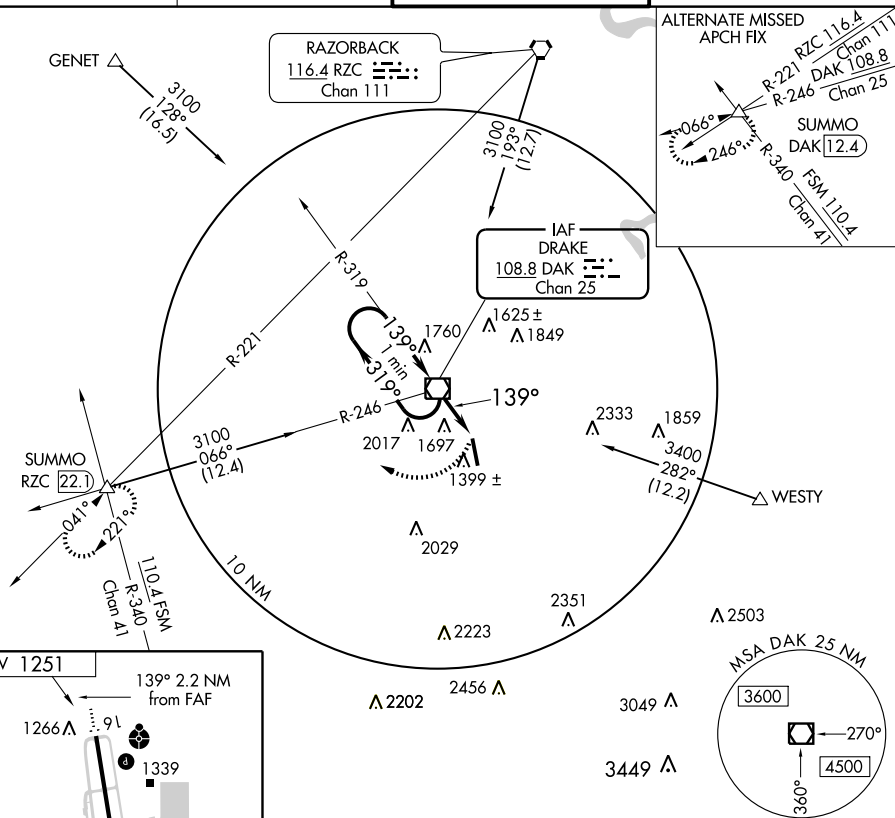 GENET
3100
128°
(16.5)
RAZORBACK
116.4 RZC
Chan 111
3100
193°
(12.7)
ALTERNATE MISSED
APCH FIX
R-221 RZC 116.4
Chan 111
R-246 DAK 108.8
Chan 25
066°
246°
SUMMO
DAK 12.4
R-340 FSM 110.4
Chan 41
IAF
DRAKE
108.8 DAK
Chan 25
R-319
R-221
139°
1 min
319°
1760
1625 ±
1849
139°
R-246
2017
1697
1399 ±
2333
1859
3400
282°
(12.2)
WESTY
3100
066°
(12.4)
SUMMO
RZC 22.1
041°
221°
110.4 FSM
R-340
Chan 41
10 NM
2029
2351
2503
2223
2202
2456
3049
3449
MSA DAK 25 NM
3600
270°
4500
360°
V 1251
139° 2.2 NM
from FAF
1266
16
P
1339